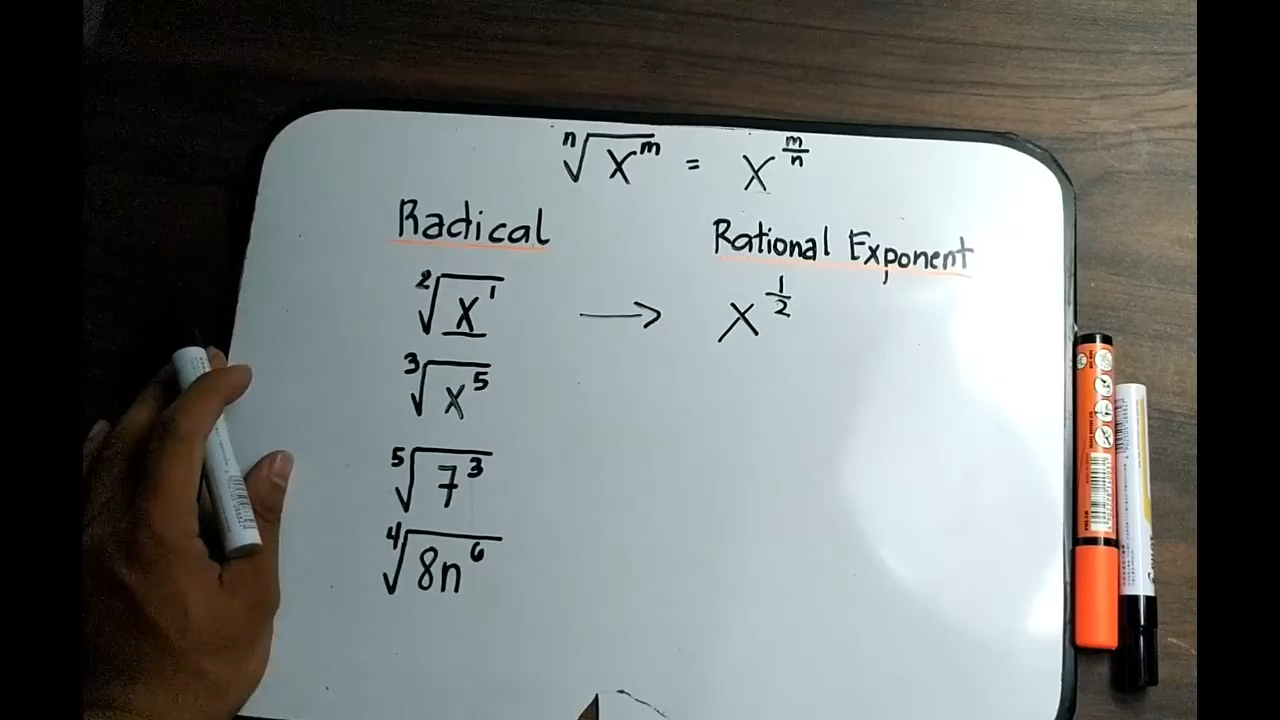 ⁿ√xᵐ = x^(m/n)
Radical Rational Exponent
²√x¹ → x^(1/2)
³√x⁵
⁵√7³
⁴√8n⁶